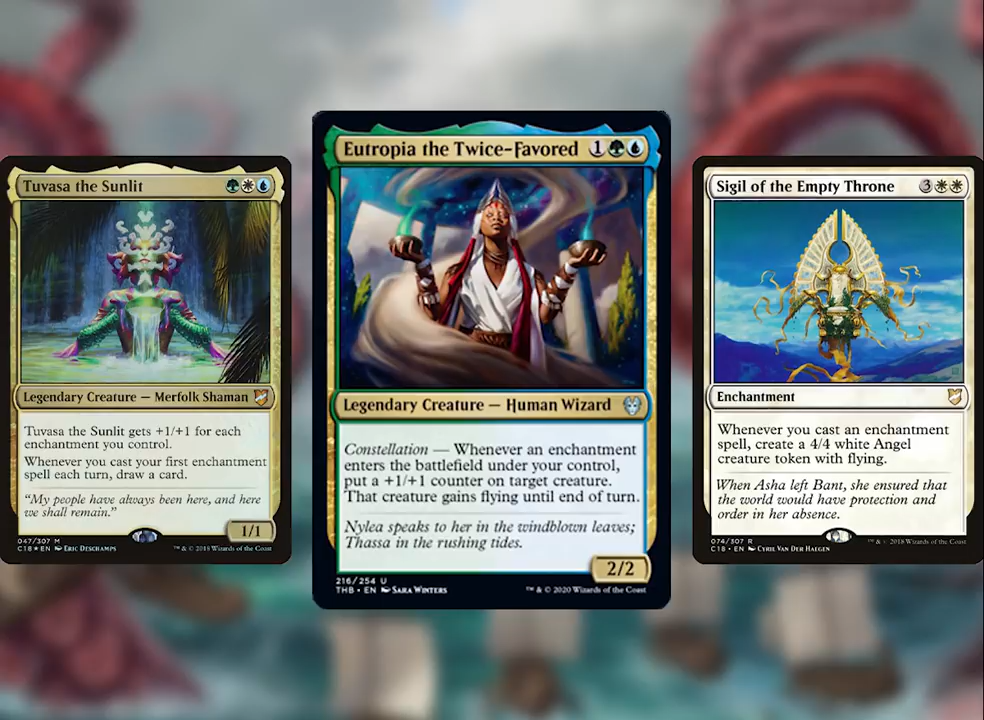 Tuvasa the Sunlit
Legendary Creature — Merfolk Shaman
Tuvasa the Sunlit gets +1/+1 for each
enchantment you control.
Whenever you cast your first enchantment
spell each turn, draw a card.
“My people have always been here, and here
we shall remain.”
1/1
047/307 M
C18 ★ EN Eric Deschamps
™ & © 2018 Wizards of the Coast
Eutropia the Twice-Favored 1
Legendary Creature — Human Wizard
Constellation — Whenever an enchantment
enters the battlefield under your control,
put a +1/+1 counter on target creature.
That creature gains flying until end of turn.
Nylea speaks to her in the windblown leaves;
Thassa in the rushing tides.
2/2
216/254 U
THB • EN Sara Winters
™ & © 2020 Wizards of the Coast
Sigil of the Empty Throne 3
Enchantment
Whenever you cast an enchantment
spell, create a 4/4 white Angel
creature token with flying.
When Asha left Bant, she ensured that
the world would have protection and
order in her absence.
074/307 R
C18 • EN Cyril Van Der Haegen
™ & © 2018 Wizards of the Coast